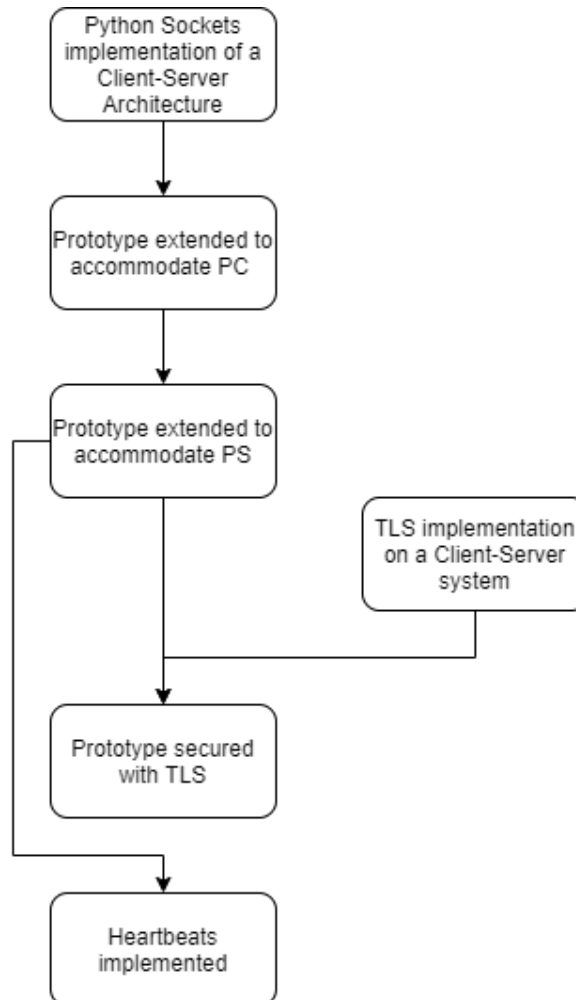 Python Sockets
implementation of a
Client-Server
Architecture
Prototype extended to
accommodate PC
Prototype extended to
accommodate PS
TLS implementation
on a Client-Server
system
Prototype secured
with TLS
Heartbeats
implemented